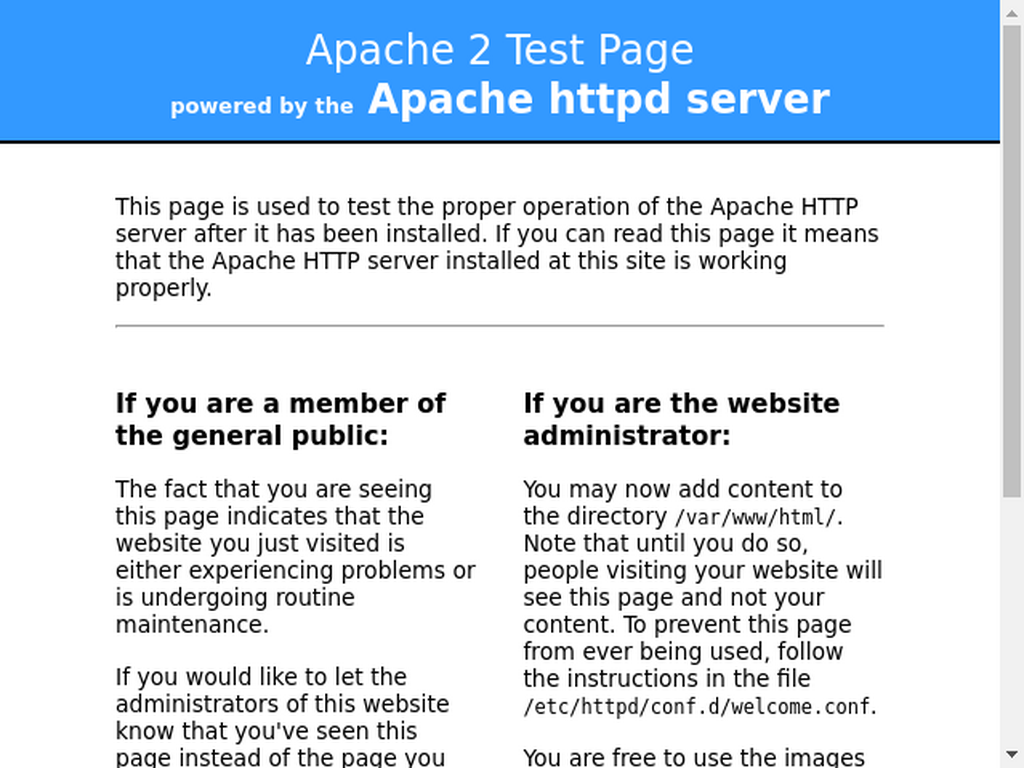 Apache 2 Test Page
powered by the Apache httpd server
This page is used to test the proper operation of the Apache HTTP
server after it has been installed. If you can read this page it means
that the Apache HTTP server installed at this site is working
properly.
If you are a member of
the general public:
The fact that you are seeing
this page indicates that the
website you just visited is
either experiencing problems or
is undergoing routine
maintenance.
If you would like to let the
administrators of this website
know that you've seen this
page instead of the page you
If you are the website
administrator:
You may now add content to
the directory /var/www/html/.
Note that until you do so,
people visiting your website will
see this page and not your
content. To prevent this page
from ever being used, follow
the instructions in the file
/etc/httpd/conf.d/welcome.conf.
You are free to use the images